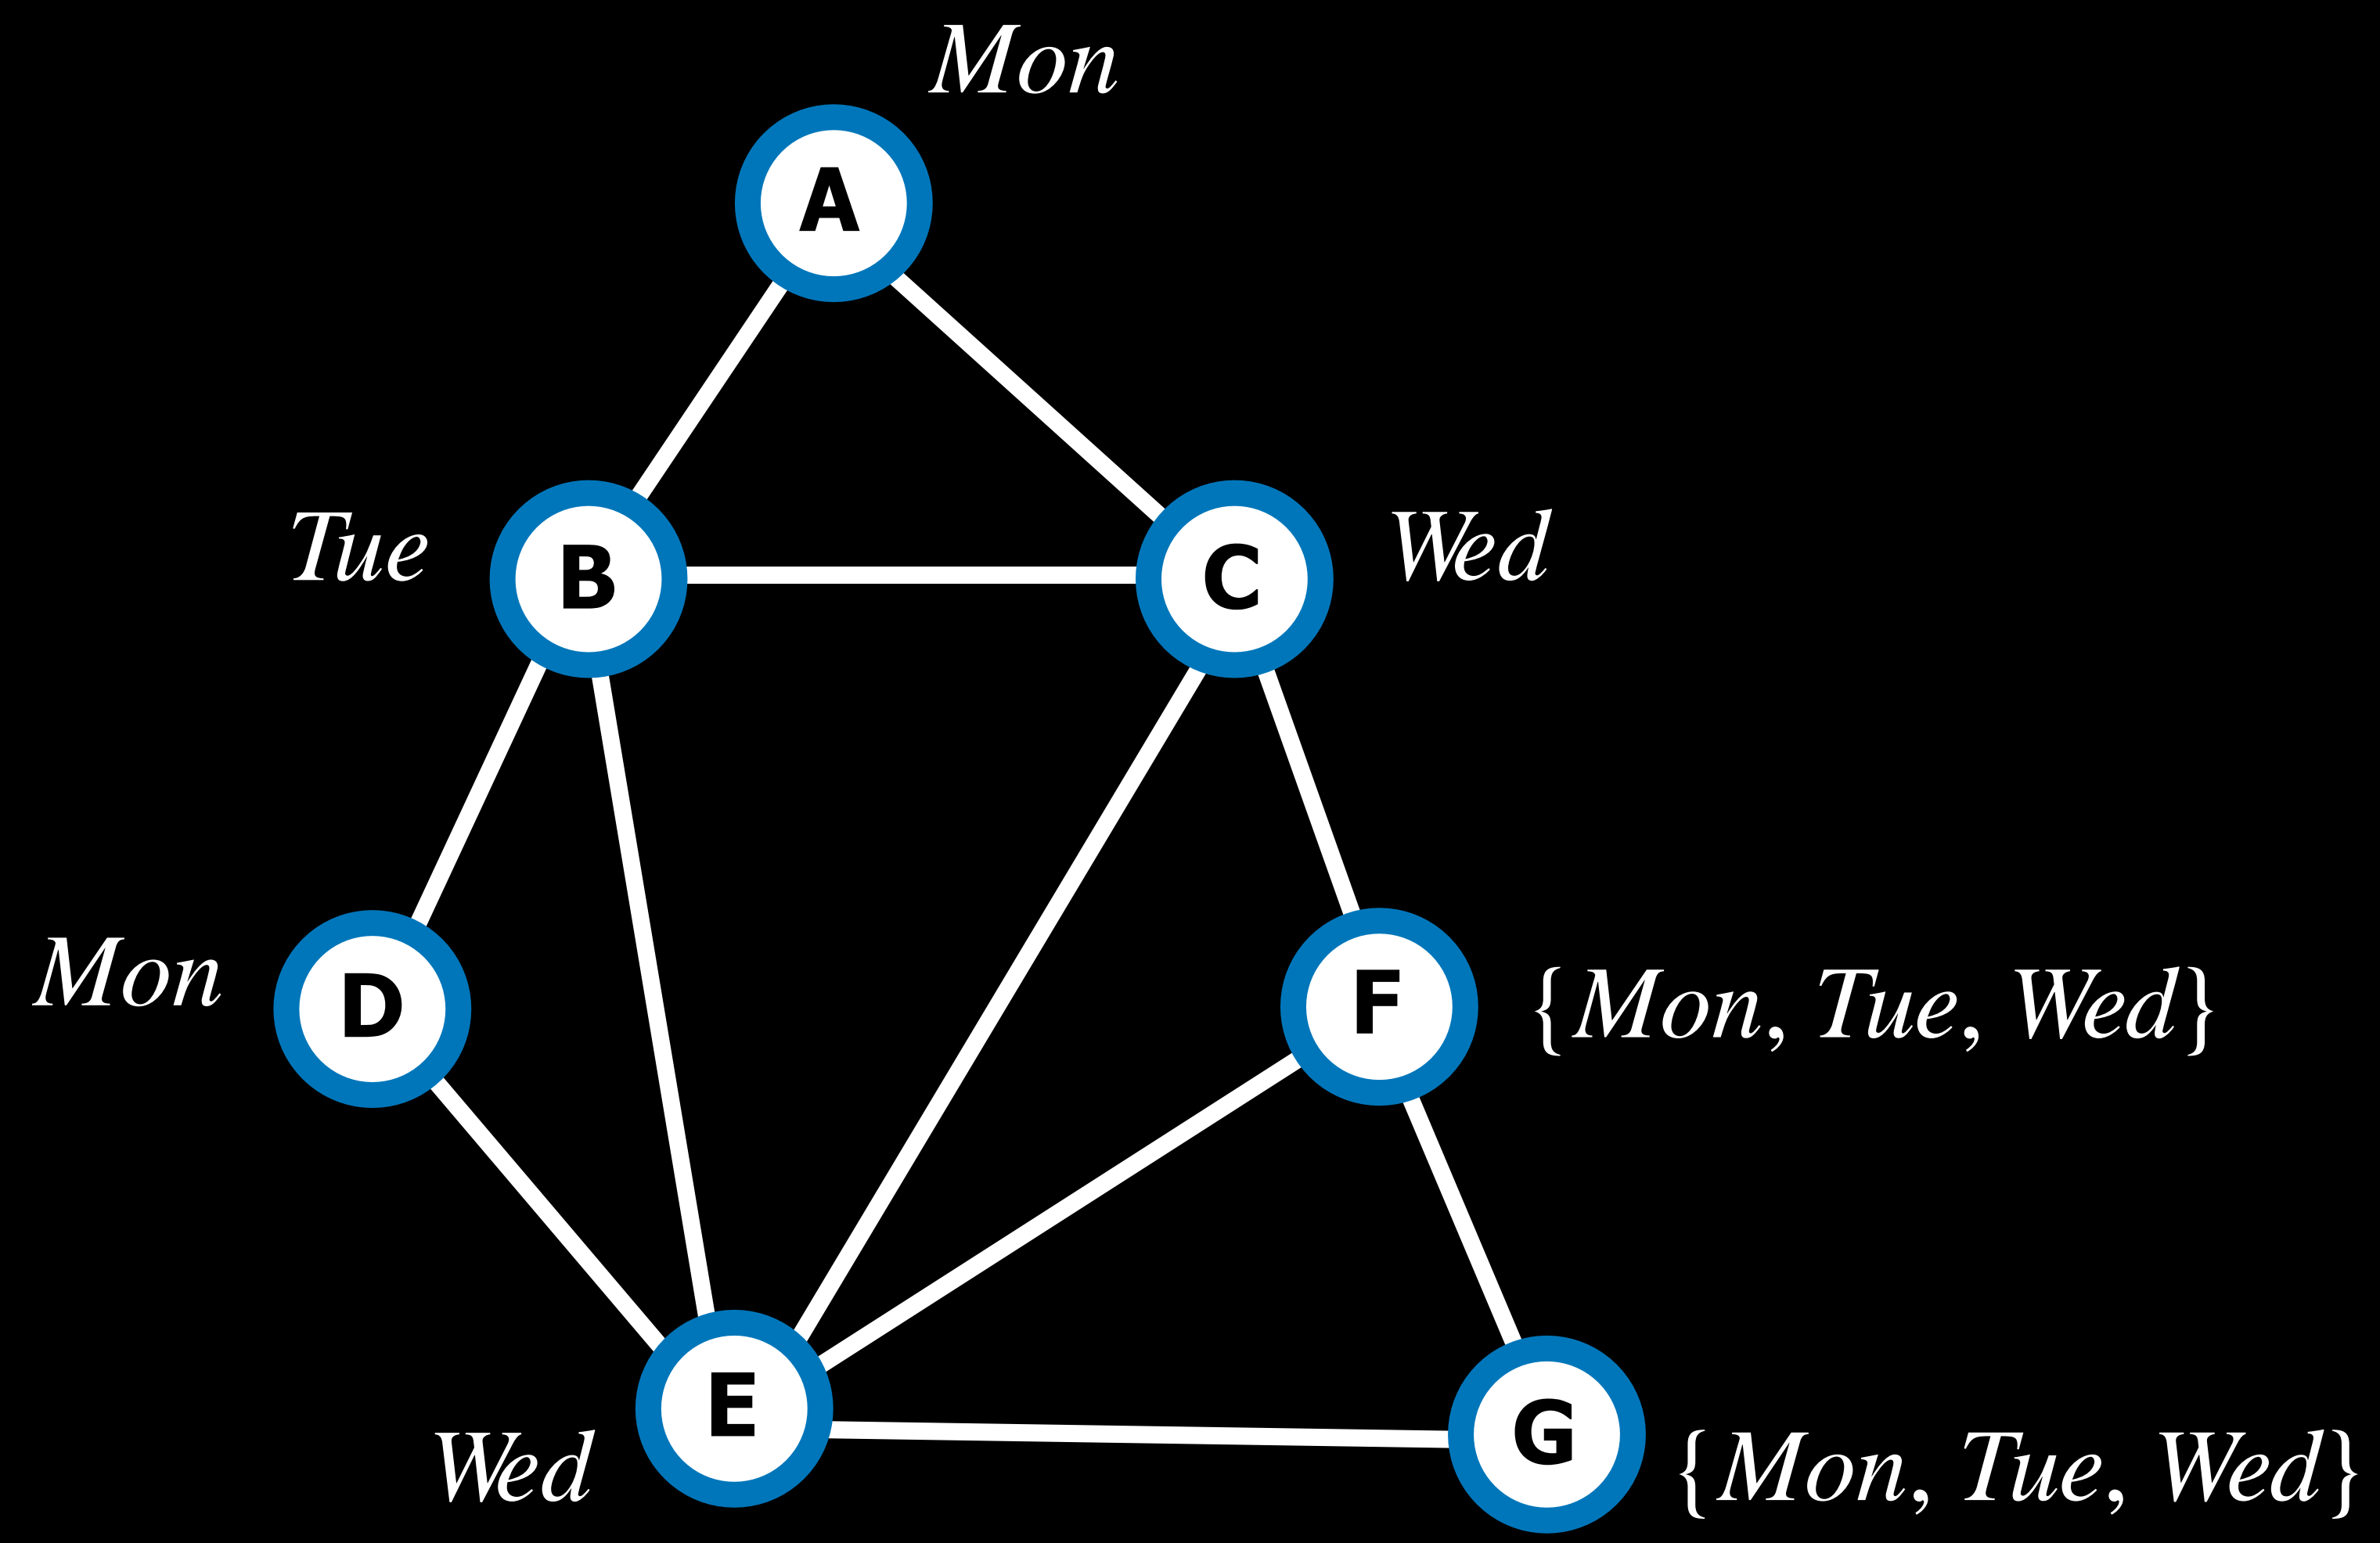 Mon
A
Tue
B
C
Wed
Mon
D
F
{Mon, Tue, Wed}
E
Wed
G
{Mon, Tue, Wed}